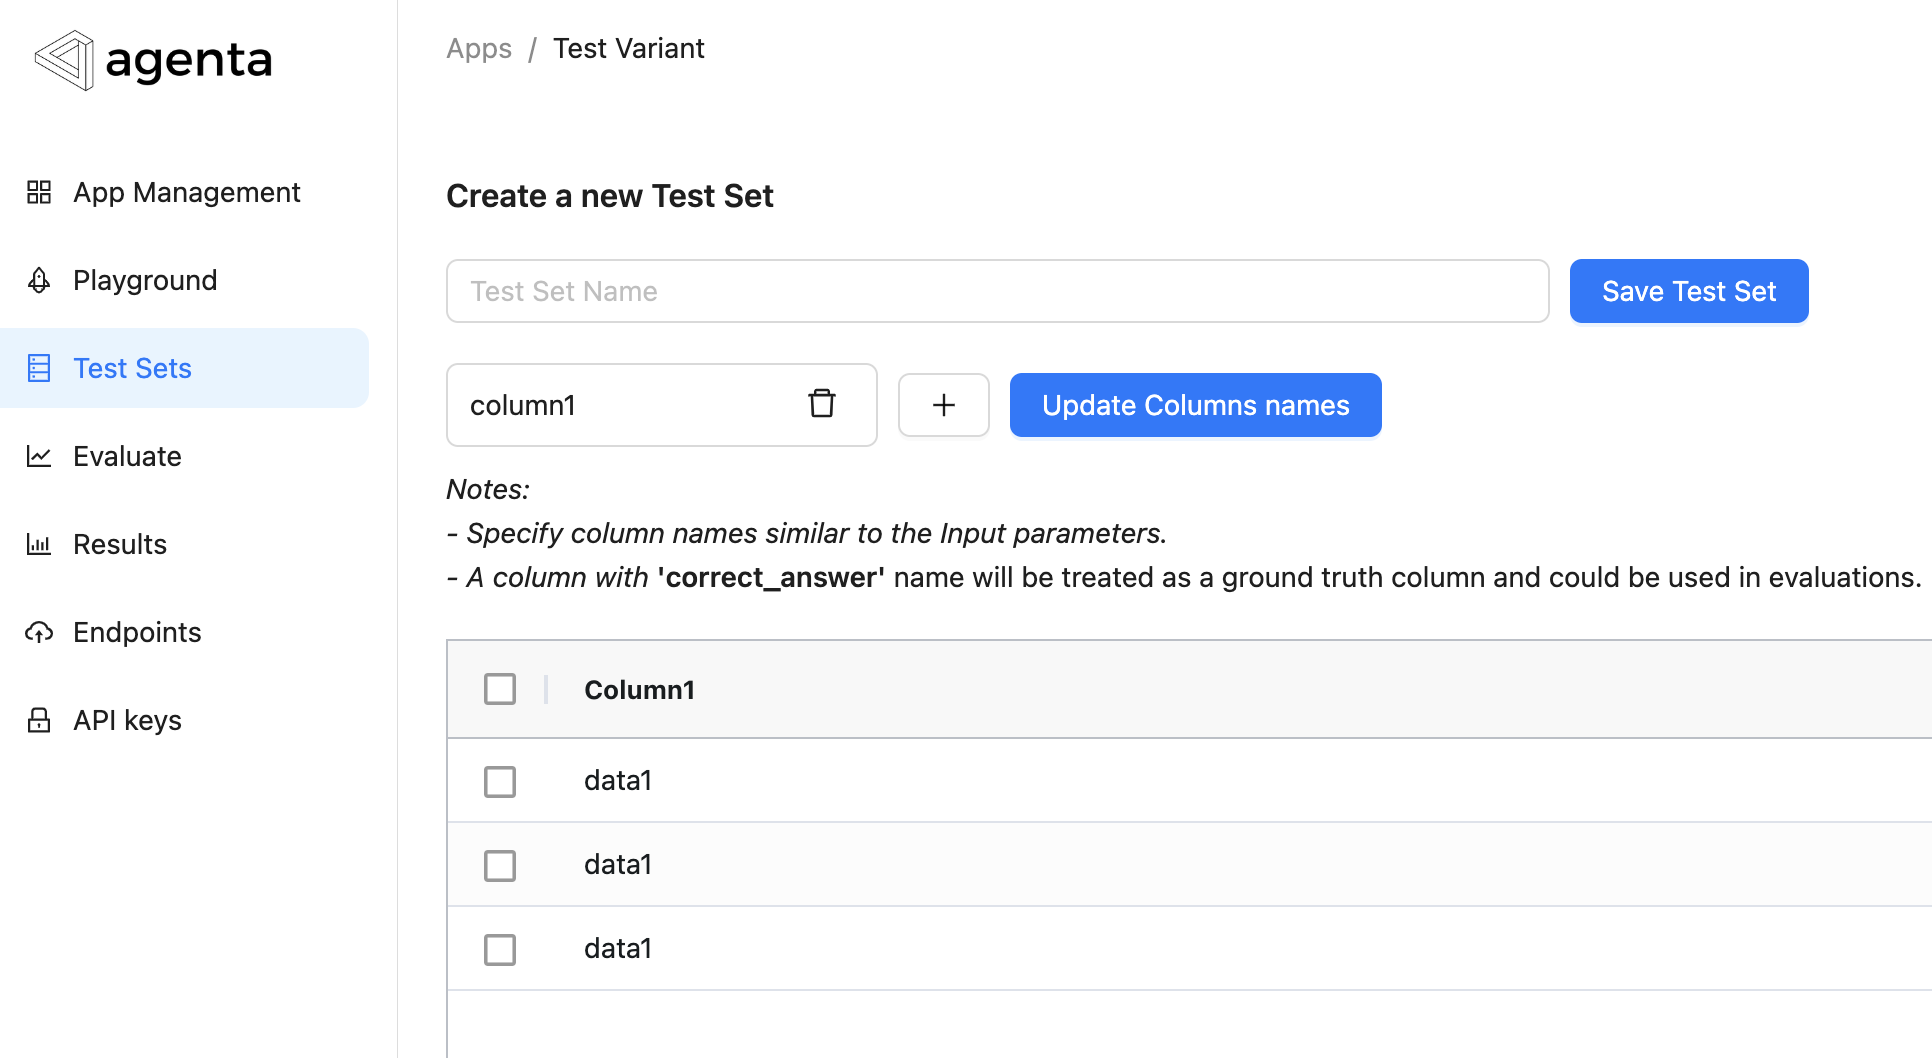 agenta
Apps / Test Variant
App Management
Playground
Test Sets
Evaluate
Results
Endpoints
API keys
Create a new Test Set
Test Set Name
Save Test Set
column1
+
Update Columns names
Notes:
- Specify column names similar to the Input parameters.
- A column with 'correct_answer' name will be treated as a ground truth column and could be used in evaluations.
Column1
data1
data1
data1